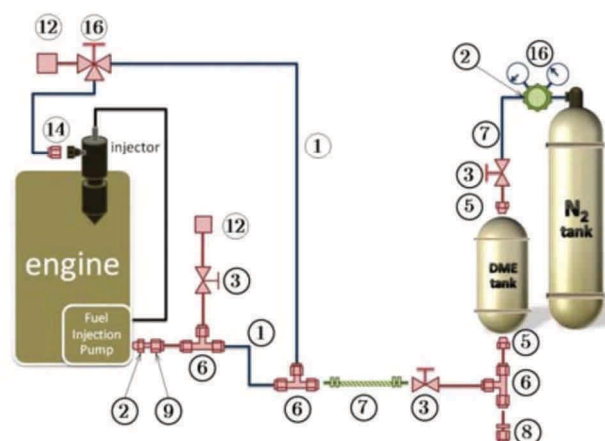 12 16
2 16
14
injector
1
7
3
5
N2
tank
12
engine
3
DME
tank
Fuel
Injection
Pump
1
5
6
6
2 9
6
7
3
8